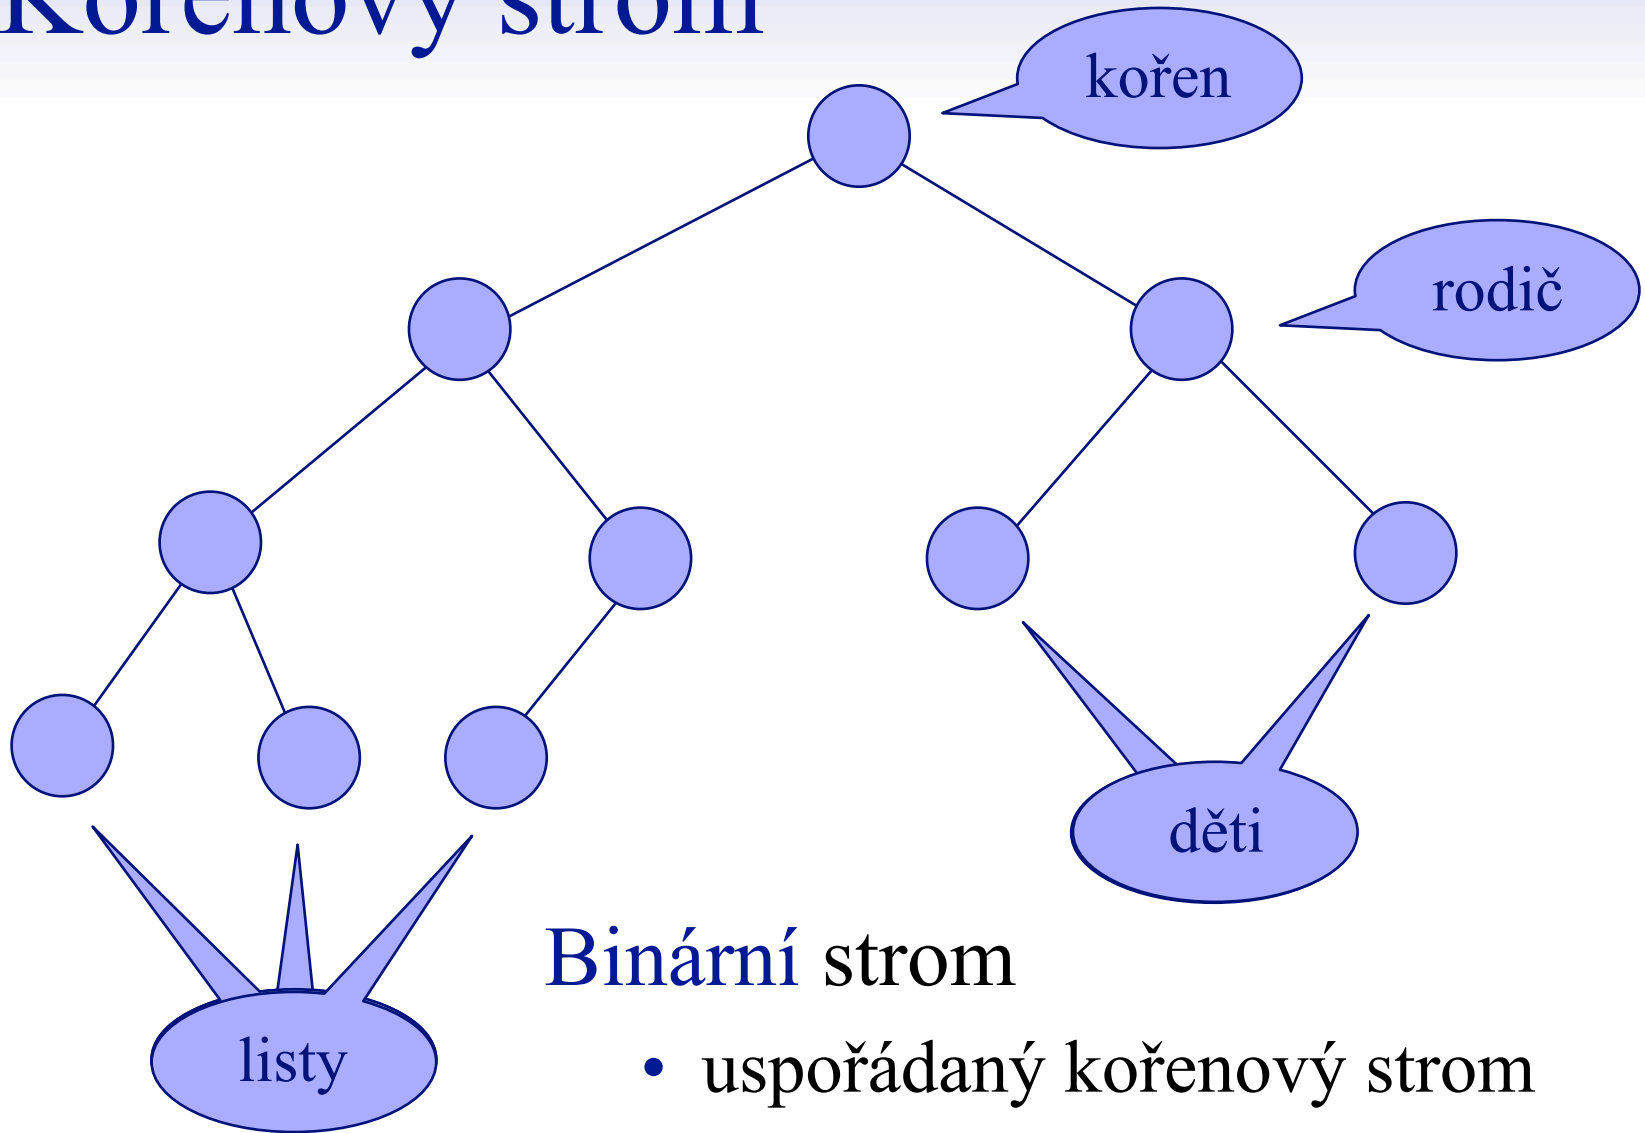 Kořenový strom
kořen
rodič
děti
listy
Binární strom
• uspořádaný kořenový strom